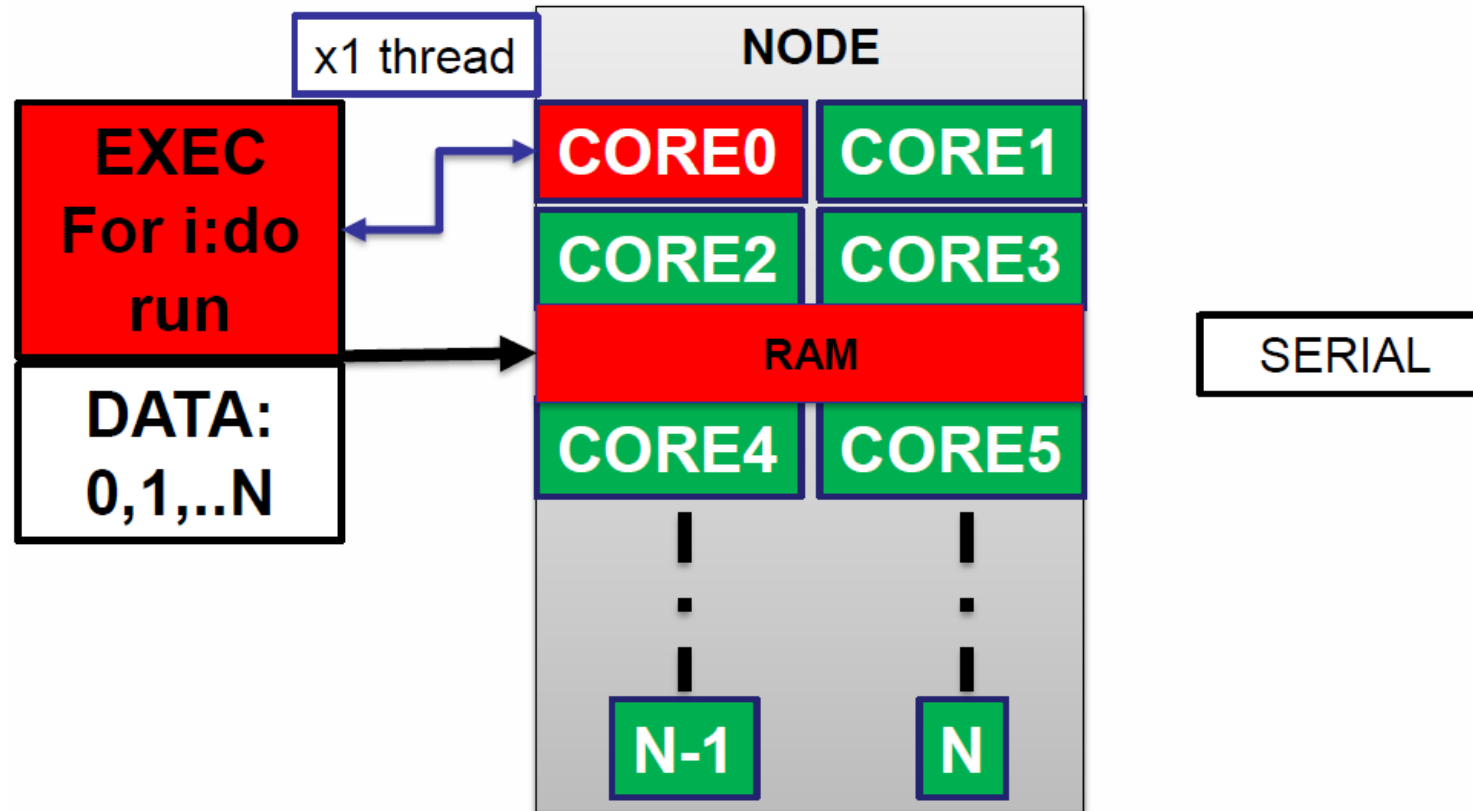 x1 thread
NODE
EXEC
For i:do
run
DATA:
0,1,..N
CORE0
CORE1
CORE2
CORE3
RAM
CORE4
CORE5
N-1
N
SERIAL